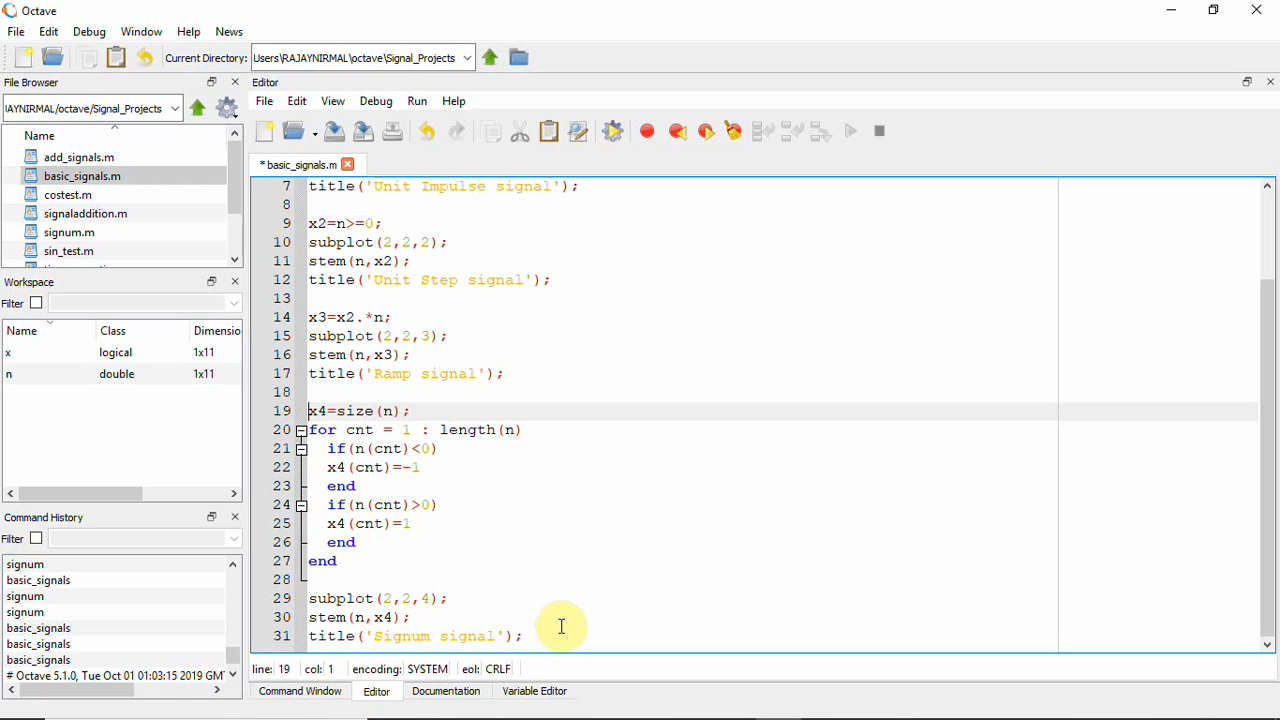 Octave
File Edit Debug Window Help News
Current Directory: Users\RAJAYNIRMAL\octave\Signal_Projects
File Browser
IAYNIRMAL/octave/Signal_Projects
Name
add_signals.m
basic_signals.m
costest.m
signaladdition.m
signum.m
sin_test.m
Workspace
Filter
Name Class Dimensio
x logical 1x11
n double 1x11
Command History
Filter
signum
basic_signals
signum
signum
basic_signals
basic_signals
basic_signals
# Octave 5.1.0, Tue Oct 01 01:03:15 2019 GMT
Editor
File Edit View Debug Run Help
* basic_signals.m
7 title('Unit Impulse signal');
8
9 x2=n>=0;
10 subplot(2,2,2);
11 stem(n,x2);
12 title('Unit Step signal');
13
14 x3=x2.*n;
15 subplot(2,2,3);
16 stem(n,x3);
17 title('Ramp signal');
18
19 x4=size(n);
20 for cnt = 1 : length(n)
21 if(n(cnt)<0)
22 x4(cnt)=-1
23 end
24 if(n(cnt)>0)
25 x4(cnt)=1
26 end
27 end
28
29 subplot(2,2,4);
30 stem(n,x4);
31 title('Signum signal');
line: 19 col: 1 encoding: SYSTEM eol: CRLF
Command Window Editor Documentation Variable Editor